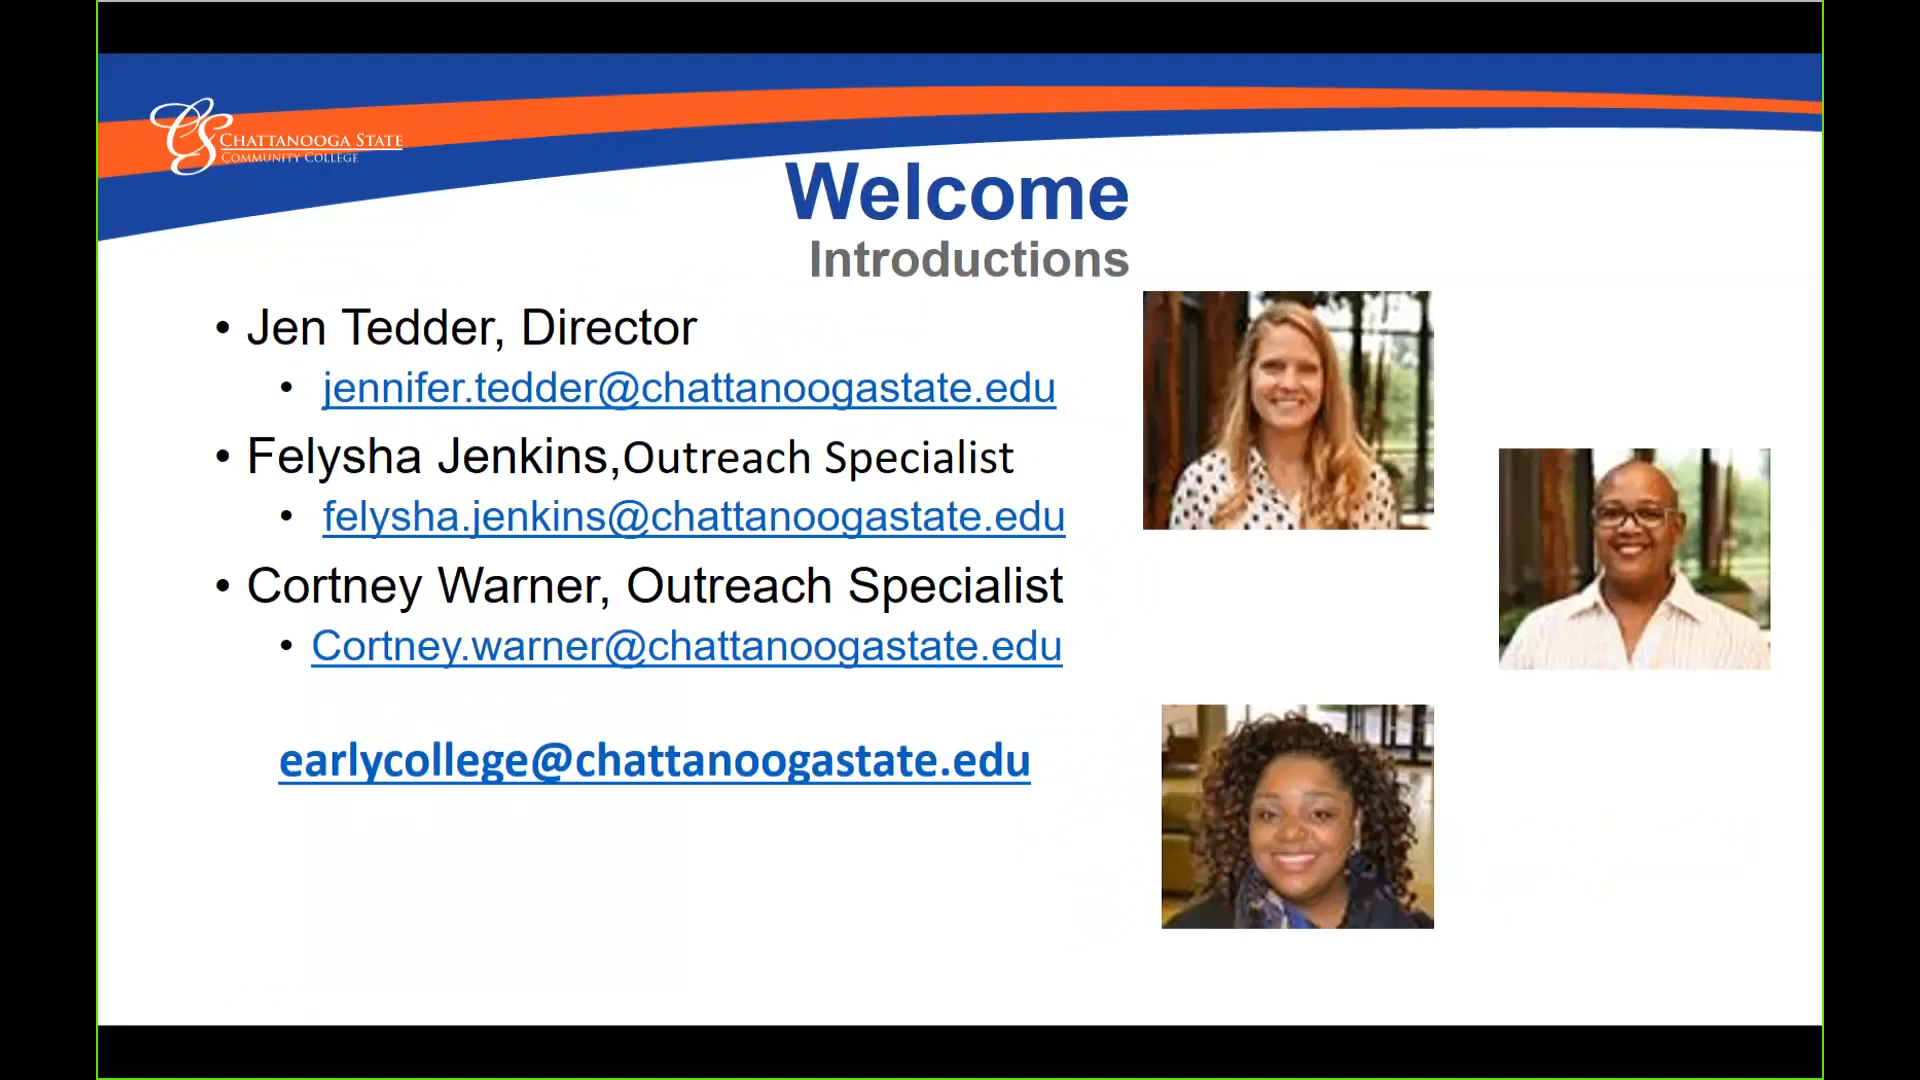 CHATTANOOGA STATE
COMMUNITY COLLEGE
Welcome
Introductions
• Jen Tedder, Director
• jennifer.tedder@chattanoogastate.edu
• Felysha Jenkins,Outreach Specialist
• felysha.jenkins@chattanoogastate.edu
• Cortney Warner, Outreach Specialist
• Cortney.warner@chattanoogastate.edu
earlycollege@chattanoogastate.edu